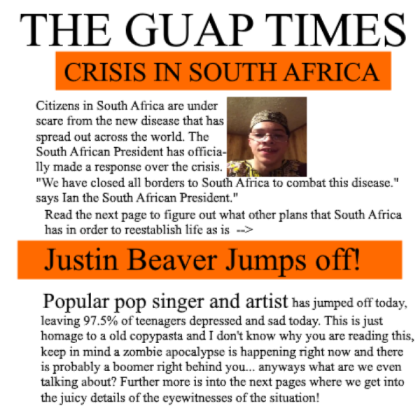 THE GUAP TIMES
CRISIS IN SOUTH AFRICA
Citizens in South Africa are under
scare from the new disease that has
spread out across the world. The
South African President has officia-
lly made a response over the crisis.
"We have closed all borders to South Africa to combat this disease."
says Ian the South African President."
Read the next page to figure out what other plans that South Africa
has in order to reestablish life as is -->
Justin Beaver Jumps off!
Popular pop singer and artist has jumped off today,
leaving 97.5% of teenagers depressed and sad today. This is just
homage to a old copypasta and I don't know why you are reading this,
keep in mind a zombie apocalypse is happening right now and there
is probably a boomer right behind you... anyways what are we even
talking about? Further more is into the next pages where we get into
the juicy details of the eyewitnesses of the situation!